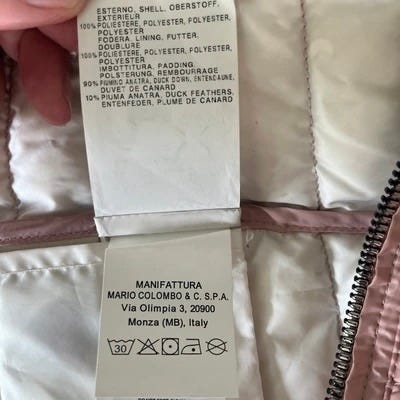 ESTERNO, SHELL, OBERSTOFF,
EXTERIEUR
100% POLIESTERE, POLYESTER, POLYESTER,
POLYESTER
FODERA, LINING, FUTTER,
DOUBLURE
100% POLIESTERE, POLYESTER, POLYESTER,
POLYESTER
IMBOTTITURA, PADDING,
POLSTERUNG, REMBOURRAGE
90% PIUMINO ANATRA, DUCK DOWN, ENTENDAUNE,
DUVET DE CANARD
10% PIUMA ANATRA, DUCK FEATHERS,
ENTENFEDER, PLUME DE CANARD
MANIFATTURA
MARIO COLOMBO & C. S.P.A.
Via Olimpia 3, 20900
Monza (MB), Italy
30